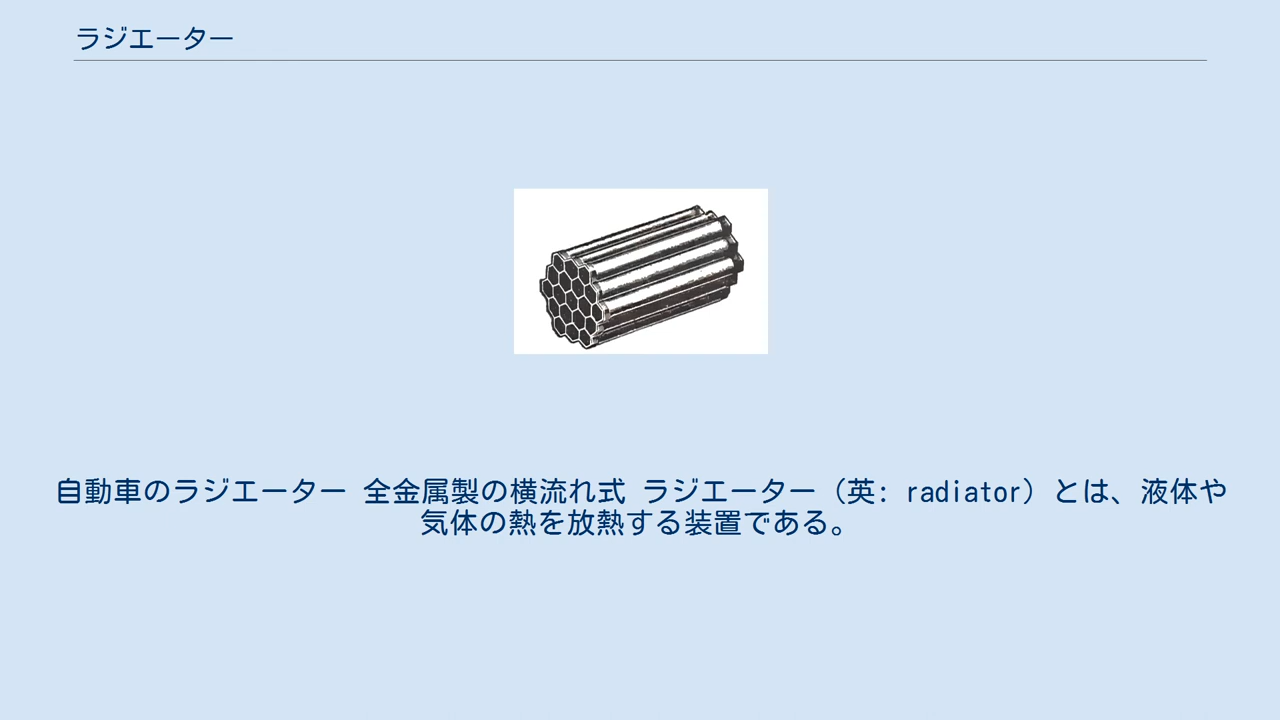 ラジエーター
自動車のラジエーター 全金属製の横流れ式 ラジエーター（英: radiator）とは、液体や
気体の熱を放熱する装置である。